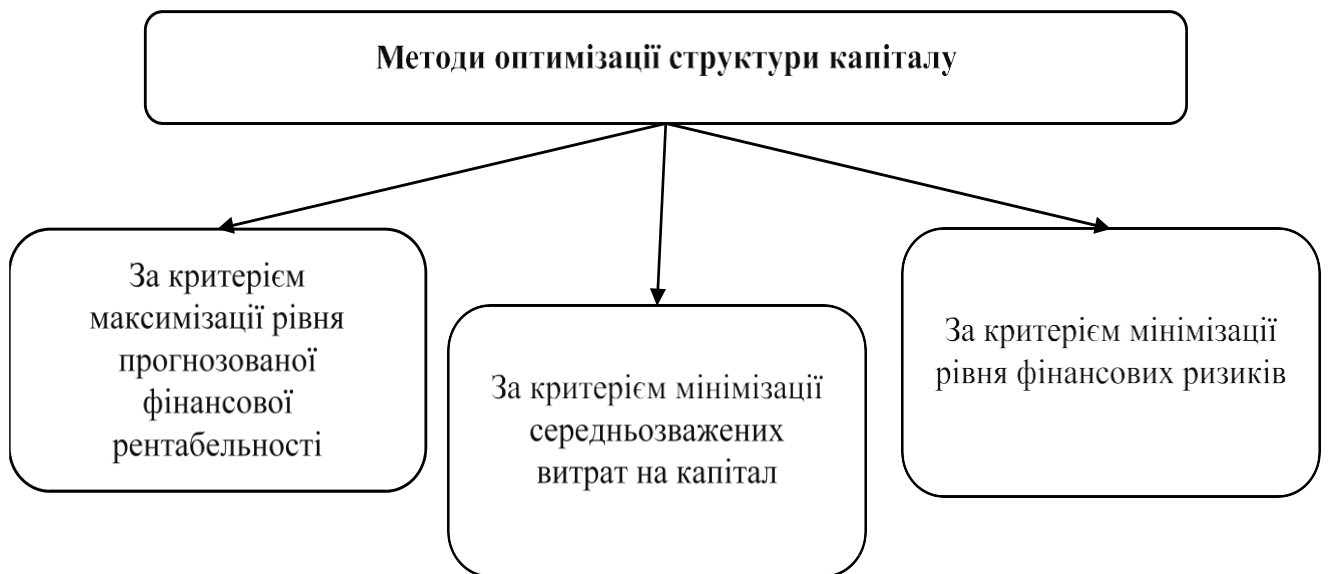 Методи оптимізації структури капіталу
За критерієм
максимізації рівня
прогнозованої
фінансової
рентабельності
За критерієм мінімізації
середньозважених
витрат на капітал
За критерієм мінімізації
рівня фінансових ризиків